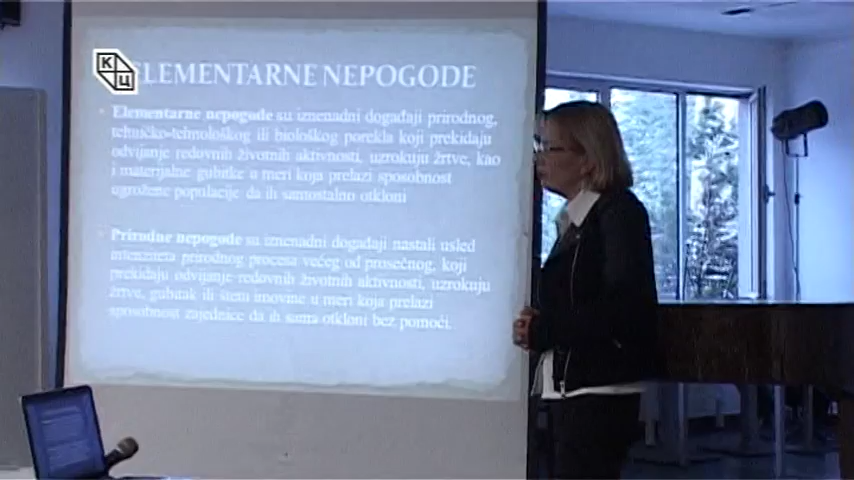 К
Ц
ELEMENTARNE NEPOGODE
Elementarne nepogode su iznenadni događaji prirodnog,
tehničko-tehnološkog ili biološkog porekla koji prekidaju
odvijanje redovnih životnih aktivnosti, uzrokuju žrtve, kao
i materijalne gubitke u meri koja prelazi sposobnost
ugrožene populacije da ih samostalno otkloni
Prirodne nepogode su iznenadni događaji nastali usled
intenziteta prirodnog procesa većeg od prosečnog, koji
prekidaju odvijanje redovnih životnih aktivnosti, uzrokuju
žrtve, gubitak ili štetu imovine u meri koja prelazi
sposobnost zajednice da ih sama otkloni bez pomoći.